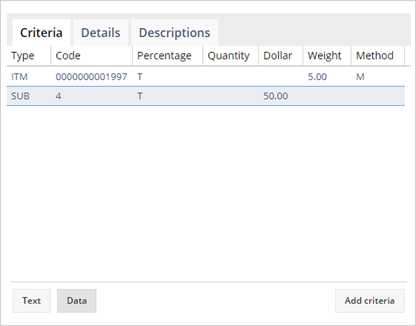 Criteria Details Descriptions
Type Code Percentage Quantity Dollar Weight Method
ITM 0000000001997 T 5.00 M
SUB 4 T 50.00
Text Data Add criteria